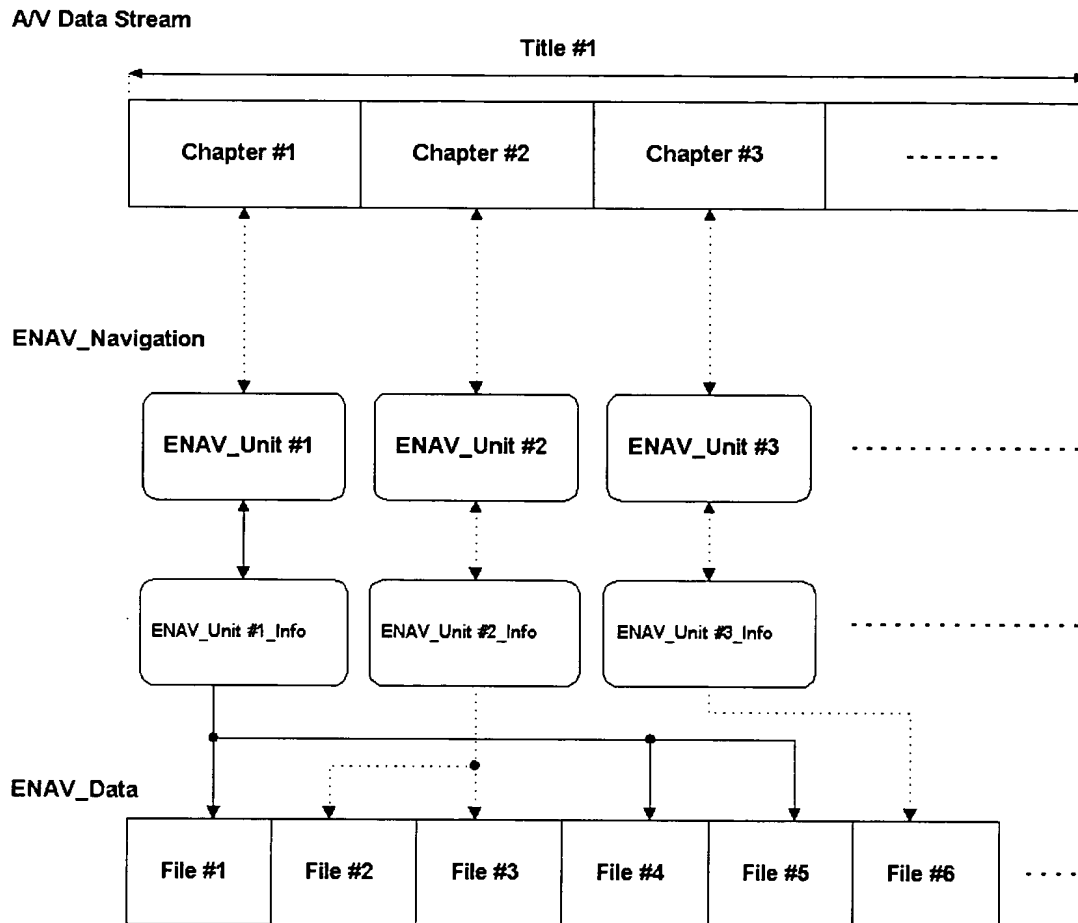 A/V Data Stream
Title #1
Chapter #1
Chapter #2
Chapter #3
ENAV_Navigation
ENAV_Unit #1
ENAV_Unit #2
ENAV_Unit #3
ENAV_Unit #1_Info
ENAV_Unit #2_Info
ENAV_Unit #3_Info
ENAV_Data
File #1
File #2
File #3
File #4
File #5
File #6